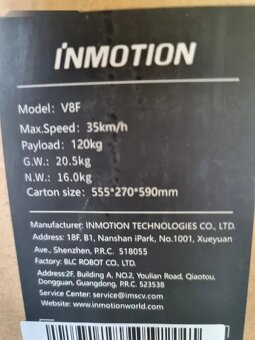 INMOTION
Model: V8F
Max.Speed: 35km/h
Payload: 120kg
G.W.: 20.5kg
N.W.: 16.0kg
Carton size: 555*270*590mm
Manufacturer: INMOTION TECHNOLOGIES CO., LTD.
Address: 18F, B1, Nanshan iPark, No.1001, Xueyuan
Ave., Shenzhen, P.R.C. 518055
Factory: BLC ROBOT CO., LTD.
Address:2F, Building A, NO.2, Youlian Road, Qiaotou,
Dongguan, Guangdong, P.R.C. 523538
Service Center: service@imscv.com
Website: www.inmotionworld.com